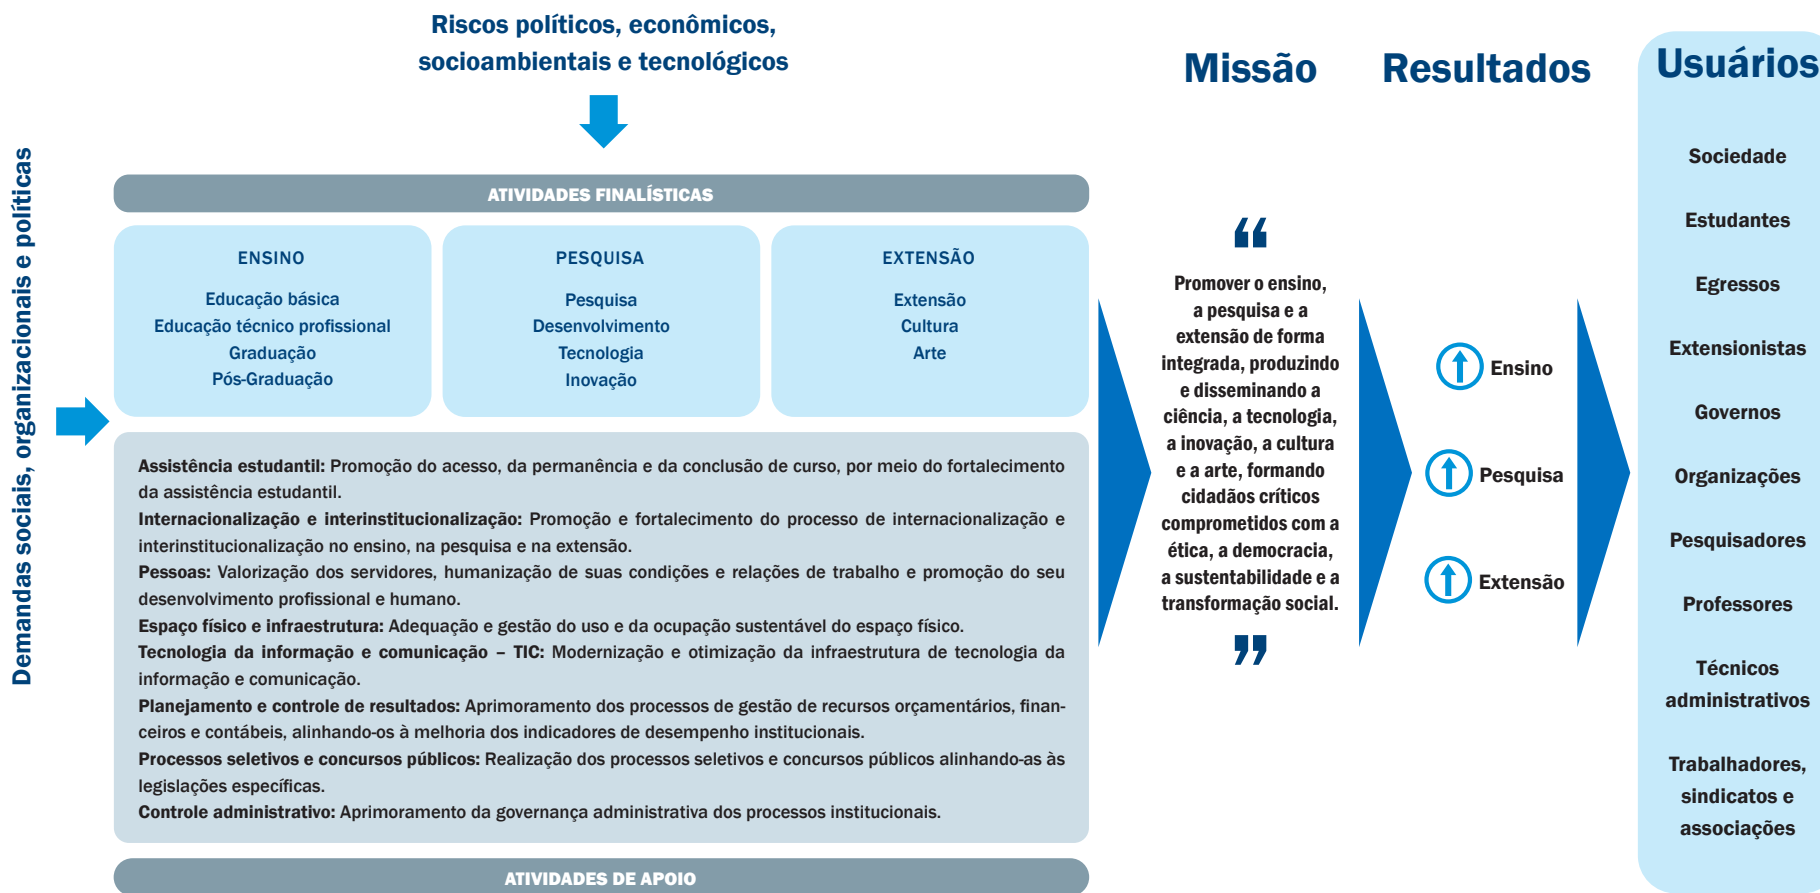 Demandas sociais, organizacionais e políticas
Riscos políticos, econômicos,
socioambientais e tecnológicos
ATIVIDADES FINALÍSTICAS
ENSINO
Educação básica
Educação técnico profissional
Graduação
Pós-Graduação
PESQUISA
Pesquisa
Desenvolvimento
Tecnologia
Inovação
EXTENSÃO
Extensão
Cultura
Arte
Assistência estudantil: Promoção do acesso, da permanência e da conclusão de curso, por meio do fortalecimento
da assistência estudantil.
Internacionalização e interinstitucionalização: Promoção e fortalecimento do processo de internacionalização e
interinstitucionalização no ensino, na pesquisa e na extensão.
Pessoas: Valorização dos servidores, humanização de suas condições e relações de trabalho e promoção do seu
desenvolvimento profissional e humano.
Espaço físico e infraestrutura: Adequação e gestão do uso e da ocupação sustentável do espaço físico.
Tecnologia da informação e comunicação – TIC: Modernização e otimização da infraestrutura de tecnologia da
informação e comunicação.
Planejamento e controle de resultados: Aprimoramento dos processos de gestão de recursos orçamentários, finan-
ceiros e contábeis, alinhando-os à melhoria dos indicadores de desempenho institucionais.
Processos seletivos e concursos públicos: Realização dos processos seletivos e concursos públicos alinhando-as às
legislações específicas.
Controle administrativo: Aprimoramento da governança administrativa dos processos institucionais.
ATIVIDADES DE APOIO
Missão
“
Promover o ensino,
a pesquisa e a
extensão de forma
integrada, produzindo
e disseminando a
ciência, a tecnologia,
a inovação, a cultura
e a arte, formando
cidadãos críticos
comprometidos com a
ética, a democracia,
a sustentabilidade e a
transformação social.
”
Resultados
Ensino
Pesquisa
Extensão
Usuários
Sociedade
Estudantes
Egressos
Extensionistas
Governos
Organizações
Pesquisadores
Professores
Técnicos
administrativos
Trabalhadores,
sindicatos e
associações